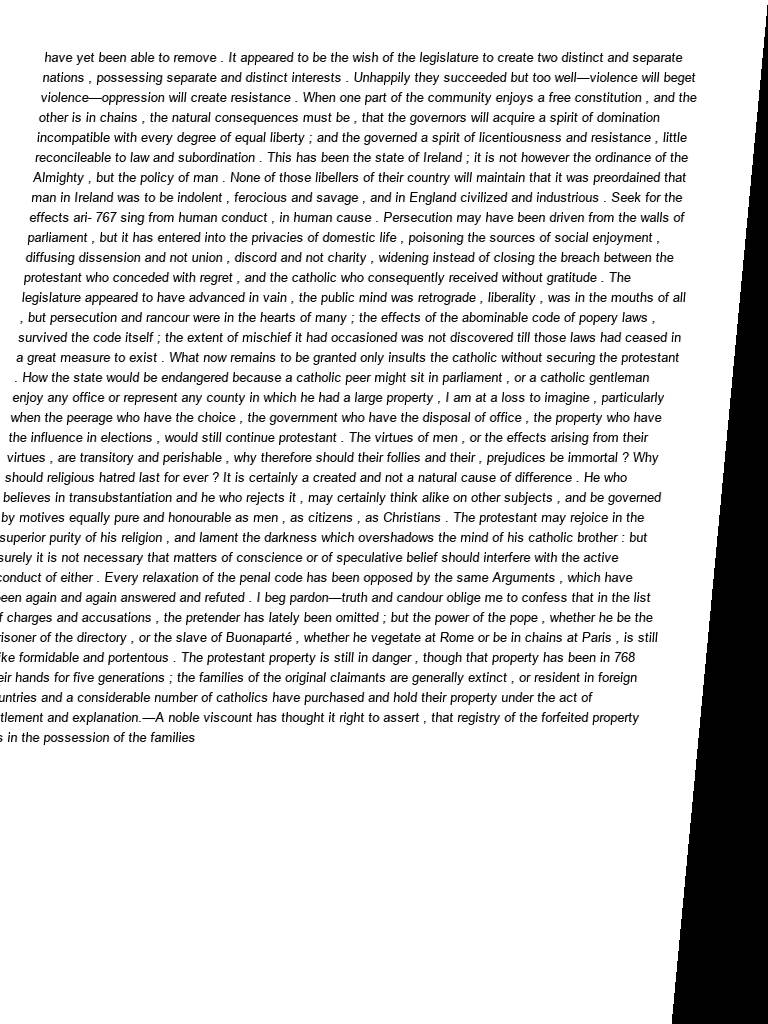 have yet been able to remove . It appeared to be the wish of the legislature to create two distinct and separate
nations , possessing separate and distinct interests . Unhappily they succeeded but too well—violence will beget
violence—oppression will create resistance . When one part of the community enjoys a free constitution , and the
other is in chains , the natural consequences must be , that the governors will acquire a spirit of domination
incompatible with every degree of equal liberty ; and the governed a spirit of licentiousness and resistance , little
reconcileable to law and subordination . This has been the state of Ireland ; it is not however the ordinance of the
Almighty , but the policy of man . None of those libellers of their country will maintain that it was preordained that
man in Ireland was to be indolent , ferocious and savage , and in England civilized and industrious . Seek for the
effects ari- 767 sing from human conduct , in human cause . Persecution may have been driven from the walls of
parliament , but it has entered into the privacies of domestic life , poisoning the sources of social enjoyment ,
diffusing dissension and not union , discord and not charity , widening instead of closing the breach between the
protestant who conceded with regret , and the catholic who consequently received without gratitude . The
legislature appeared to have advanced in vain , the public mind was retrograde , liberality , was in the mouths of all
, but persecution and rancour were in the hearts of many ; the effects of the abominable code of popery laws ,
survived the code itself ; the extent of mischief it had occasioned was not discovered till those laws had ceased in
a great measure to exist . What now remains to be granted only insults the catholic without securing the protestant
. How the state would be endangered because a catholic peer might sit in parliament , or a catholic gentleman
enjoy any office or represent any county in which he had a large property , I am at a loss to imagine , particularly
when the peerage who have the choice , the government who have the disposal of office , the property who have
the influence in elections , would still continue protestant . The virtues of men , or the effects arising from their
virtues , are transitory and perishable , why therefore should their follies and their , prejudices be immortal ? Why
should religious hatred last for ever ? It is certainly a created and not a natural cause of difference . He who
believes in transubstantiation and he who rejects it , may certainly think alike on other subjects , and be governed
by motives equally pure and honourable as men , as citizens , as Christians . The protestant may rejoice in the
superior purity of his religion , and lament the darkness which overshadows the mind of his catholic brother : but
surely it is not necessary that matters of conscience or of speculative belief should interfere with the active
conduct of either . Every relaxation of the penal code has been opposed by the same Arguments , which have
een again and again answered and refuted . I beg pardon—truth and candour oblige me to confess that in the list
f charges and accusations , the pretender has lately been omitted ; but the power of the pope , whether he be the
risoner of the directory , or the slave of Buonaparté , whether he vegetate at Rome or be in chains at Paris , is still
ke formidable and portentous . The protestant property is still in danger , though that property has been in 768
eir hands for five generations ; the families of the original claimants are generally extinct , or resident in foreign
untries and a considerable number of catholics have purchased and hold their property under the act of
tlement and explanation.—A noble viscount has thought it right to assert , that registry of the forfeited property
s in the possession of the families